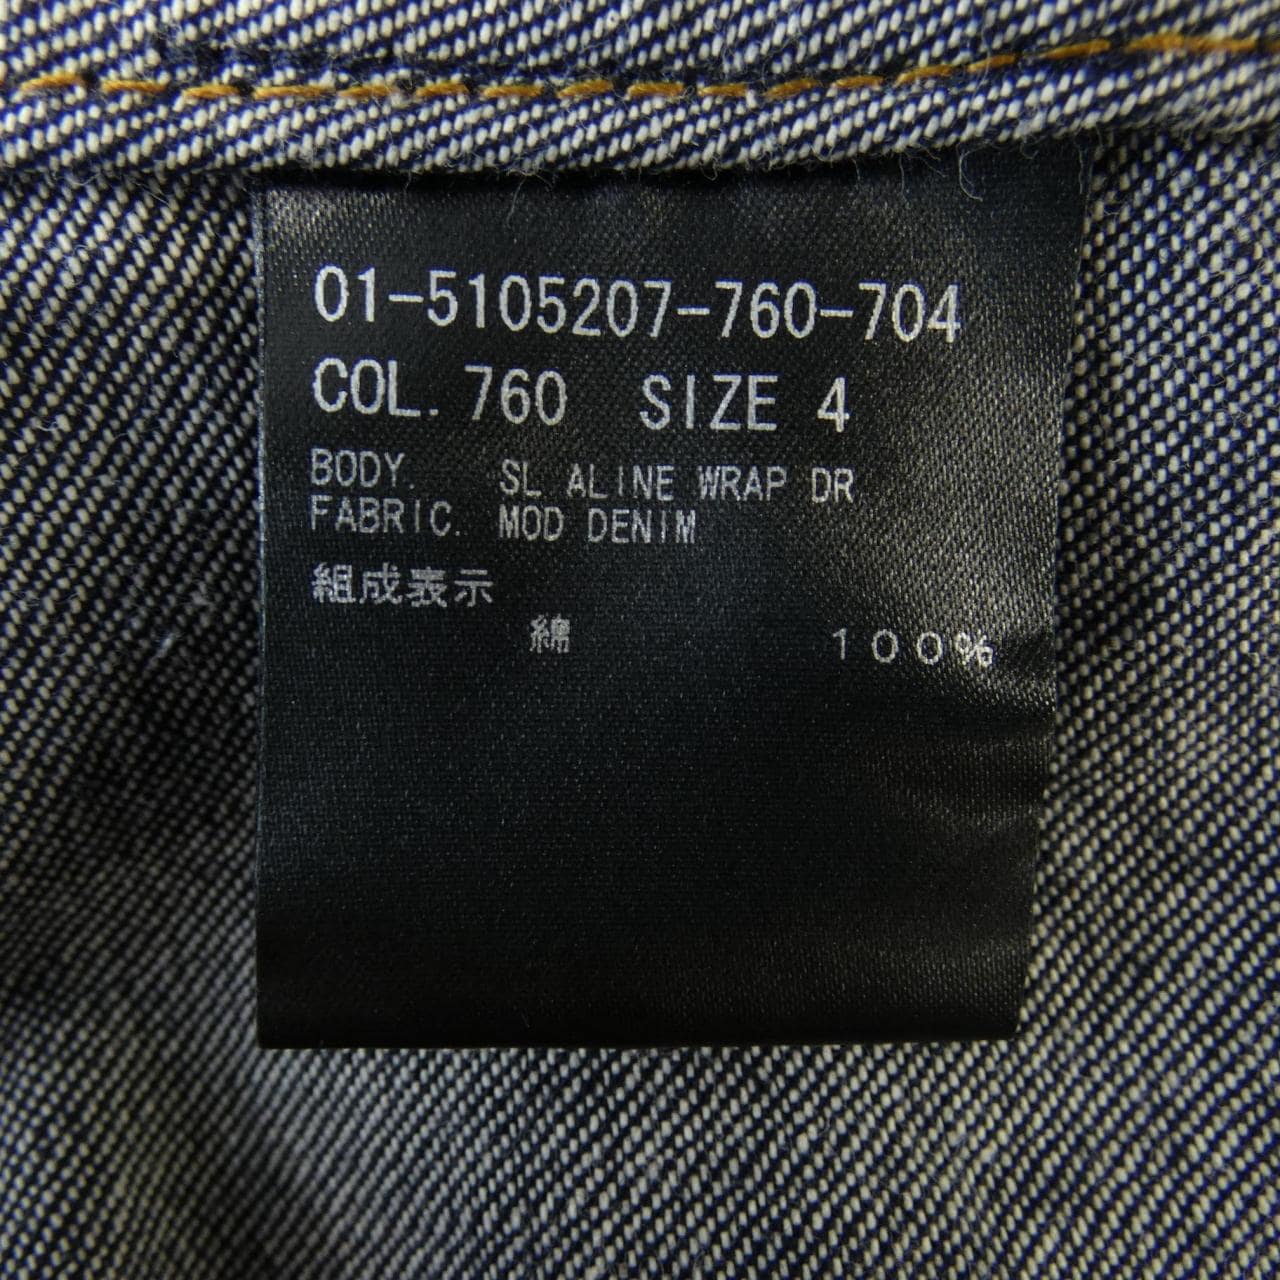 01-5105207-760-704
COL. 760 SIZE 4
BODY. SL ALINE WRAP DR
FABRIC. MOD DENIM
組成表示
綿 100%